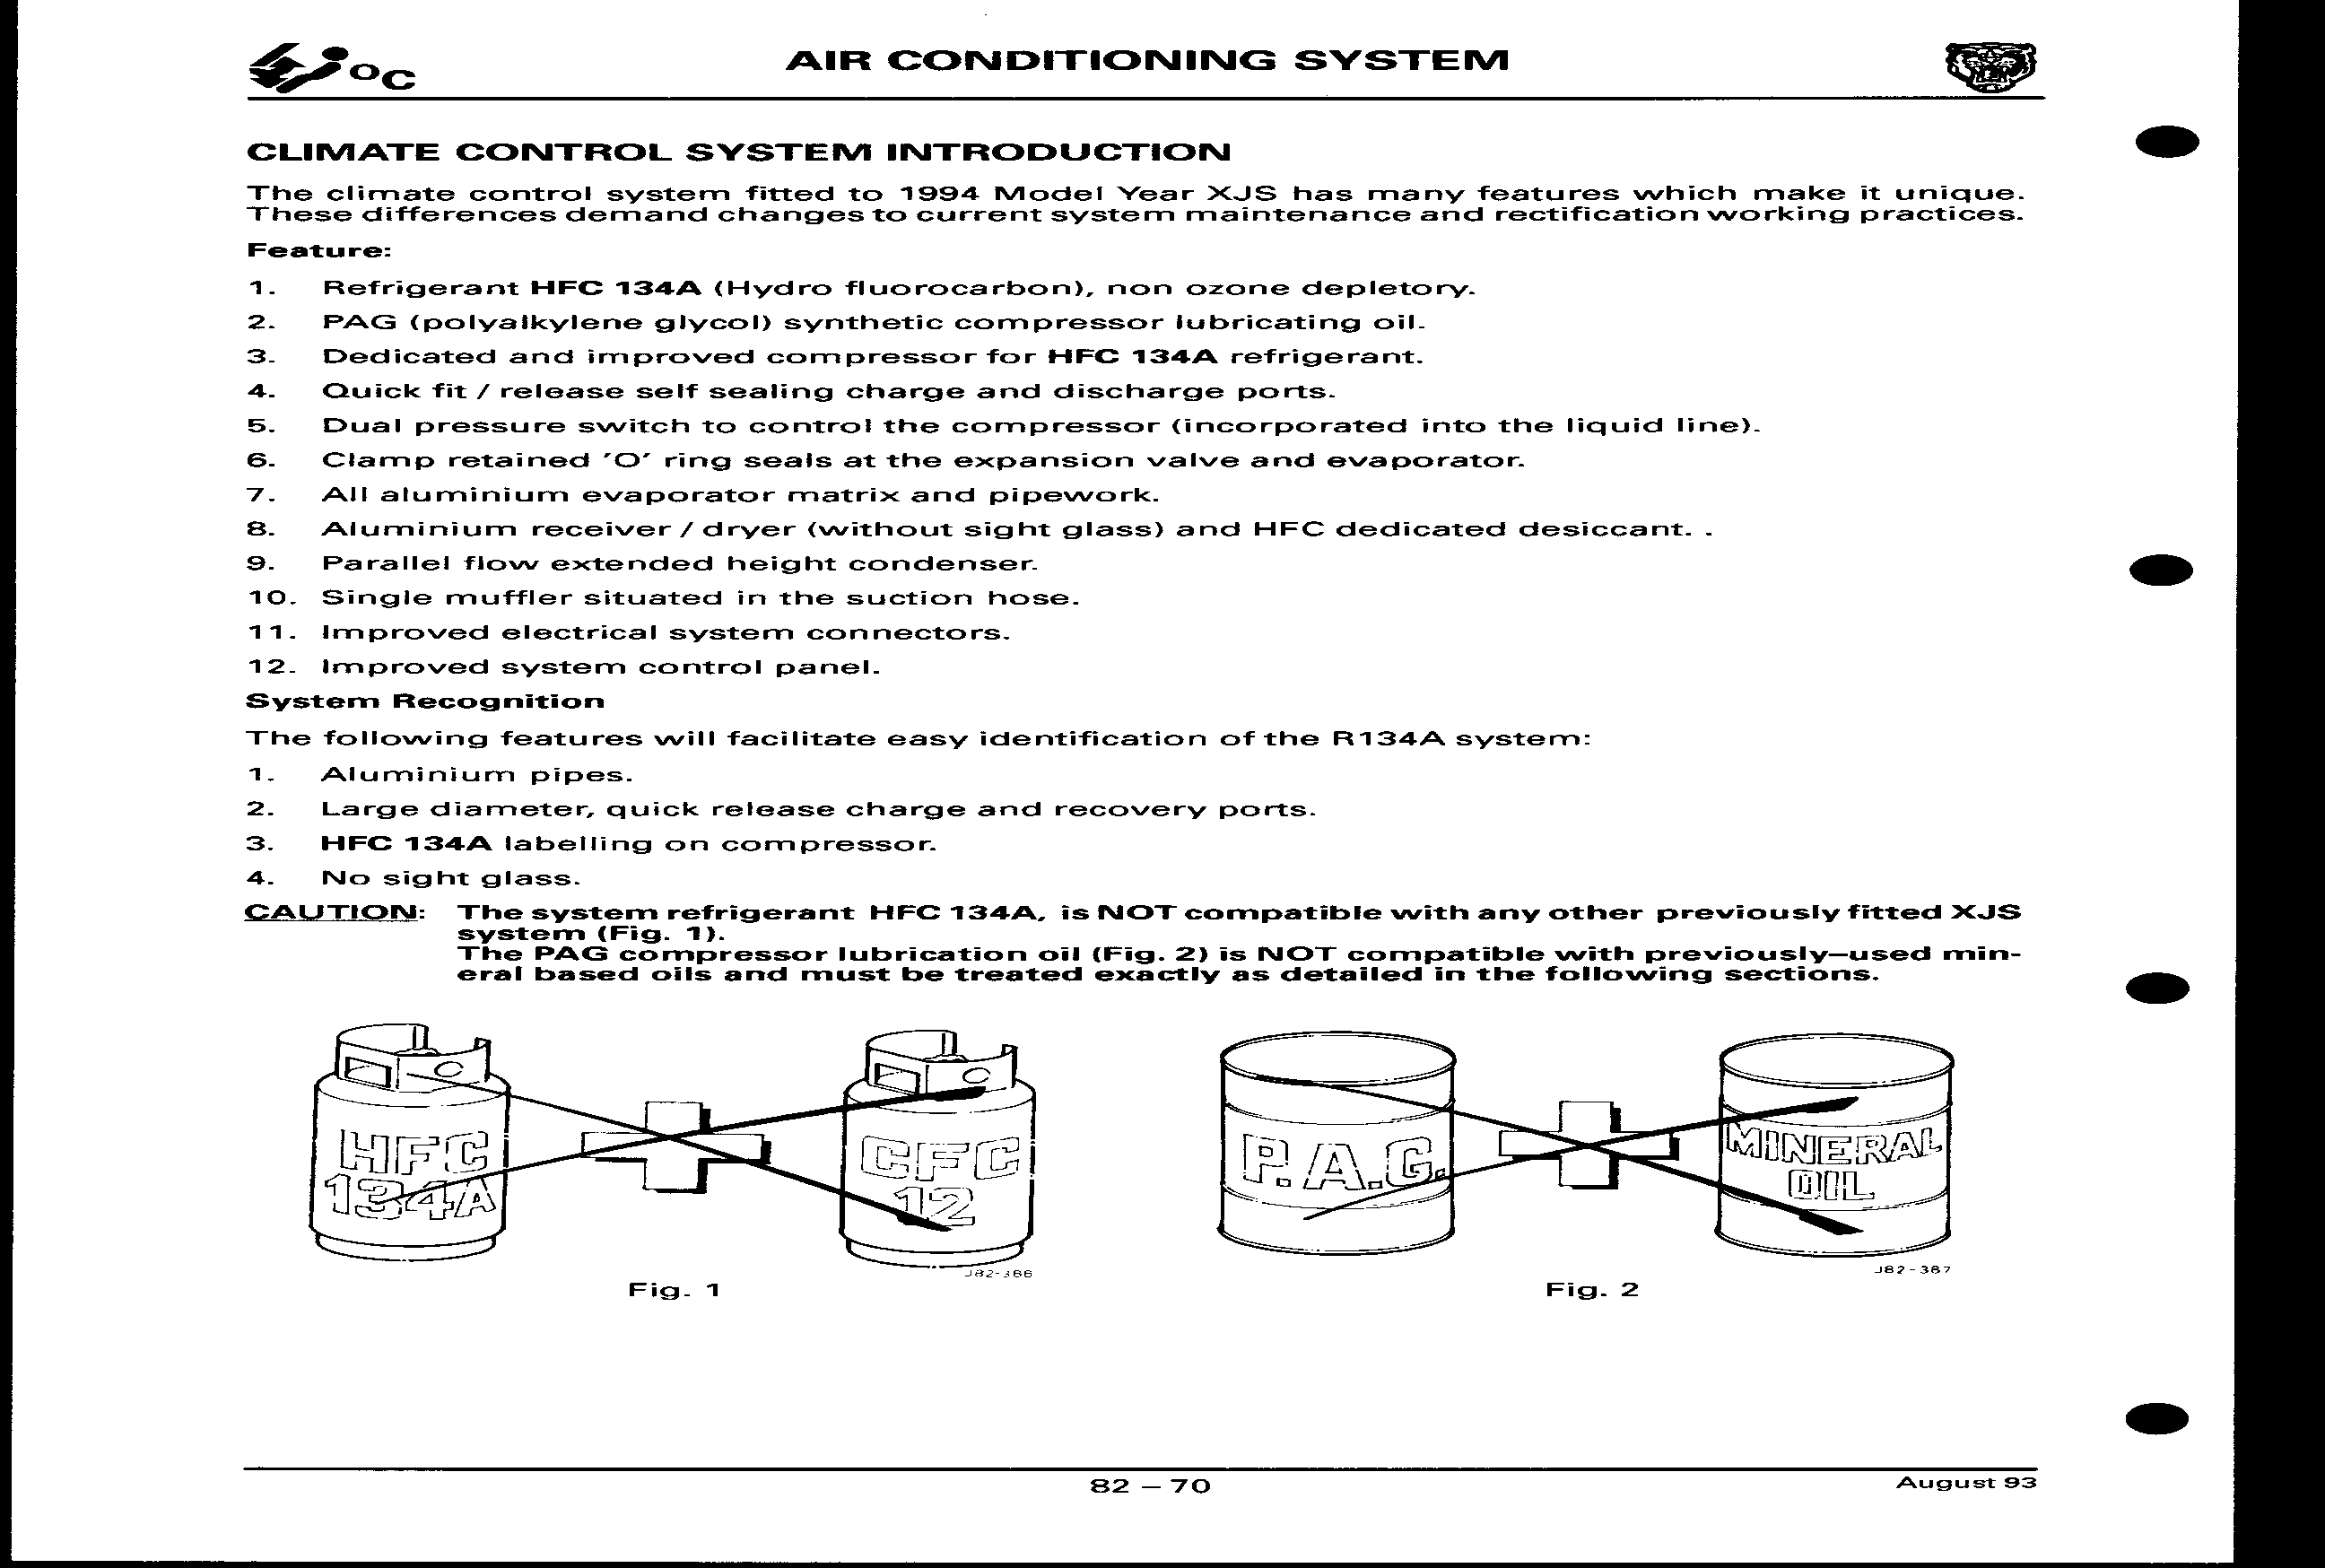 °C
AIR CONDITIONING SYSTEM
CLIMATE CONTROL SYSTEM INTRODUCTION
The climate control system fitted to 1994 Model Year XJS has many features which make it unique.
These differences demand changes to current system maintenance and rectification working practices.
Feature:
1. Refrigerant HFC 134A (Hydro fluorocarbon), non ozone depletory.
2. PAG (polyalkylene glycol) synthetic compressor lubricating oil.
3. Dedicated and improved compressor for HFC 134A refrigerant.
4. Quick fit / release self sealing charge and discharge ports.
5. Dual pressure switch to control the compressor (incorporated into the liquid line).
6. Clamp retained 'O' ring seals at the expansion valve and evaporator.
7. All aluminium evaporator matrix and pipework.
8. Aluminium receiver / dryer (without sight glass) and HFC dedicated desiccant. .
9. Parallel flow extended height condenser.
10. Single muffler situated in the suction hose.
11. Improved electrical system connectors.
12. Improved system control panel.
System Recognition
The following features will facilitate easy identification of the R134A system:
1. Aluminium pipes.
2. Large diameter, quick release charge and recovery ports.
3. HFC 134A labelling on compressor.
4. No sight glass.
CAUTION: The system refrigerant HFC 134A, is NOT compatible with any other previously fitted XJS
system (Fig. 1).
The PAG compressor lubrication oil (Fig. 2) is NOT compatible with previously–used min-
eral based oils and must be treated exactly as detailed in the following sections.
HFC
134A
CFC
12
P.A.G.
MINERAL
OIL
J82-386
J82-387
Fig. 1
Fig. 2
82 – 70
August 93